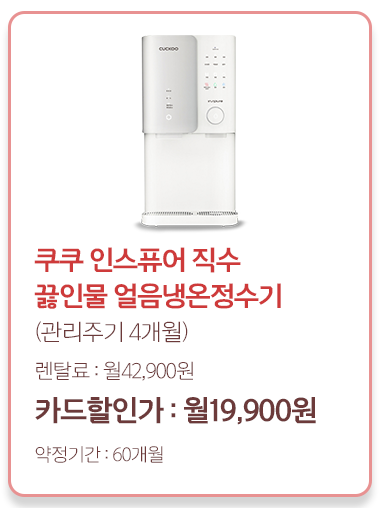 CUCKOO
쿠쿠 인스퓨어 직수
끓인물 얼음냉온정수기
(관리주기 4개월)
렌탈료 : 월42,900원
카드할인가 : 월19,900원
약정기간 : 60개월